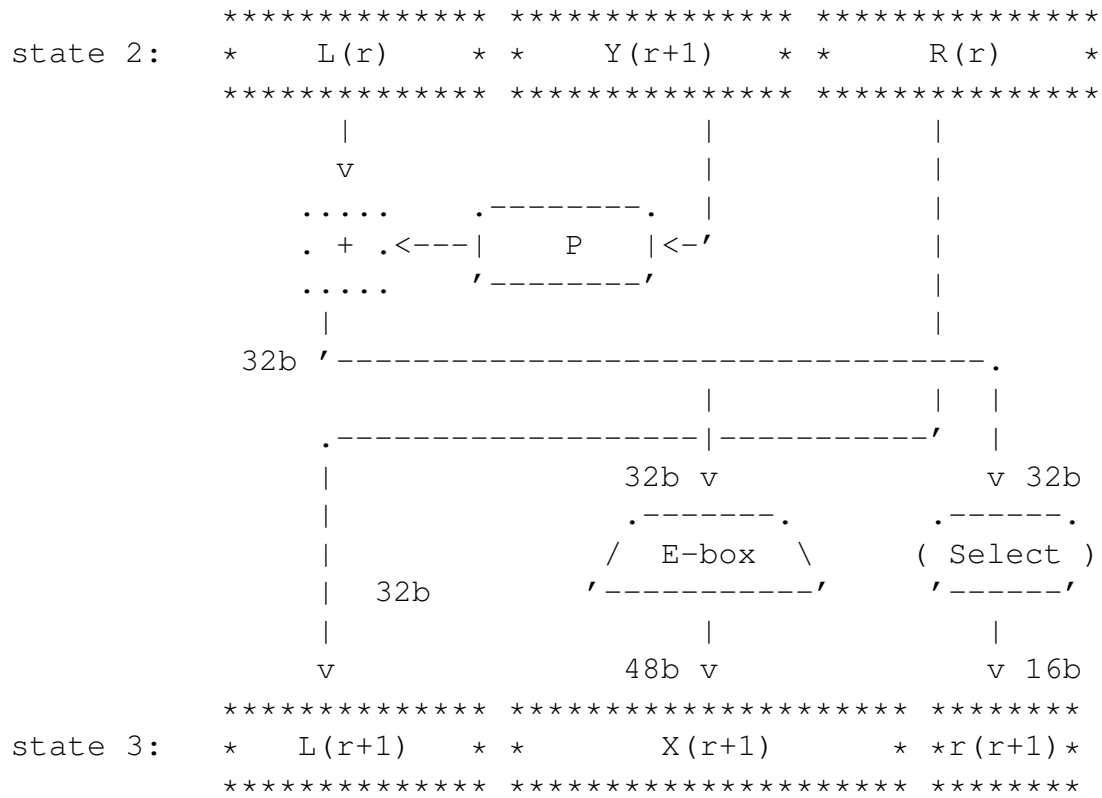 ************** *************** ***************
state 2:   *    L(r)    * *    Y(r+1)   * *     R(r)    *
************** *************** ***************
|                  |           |
v                  |           |
.....    .--------.  |           |
. + .<---|    P   |<-'           |
.....    '--------'              |
|                              |
32b '----------------------------------.
|           |  |
.-------------------|-----------'  |
|               32b v              v 32b
|               .-------.       .------.
|              /  E-box  \     ( Select )
|  32b        '-----------'     '------'
|                   |              |
v               48b v              v 16b
************** ********************* ********
state 3:   *   L(r+1)   * *       X(r+1)      * *r(r+1)*
************** ********************* ********